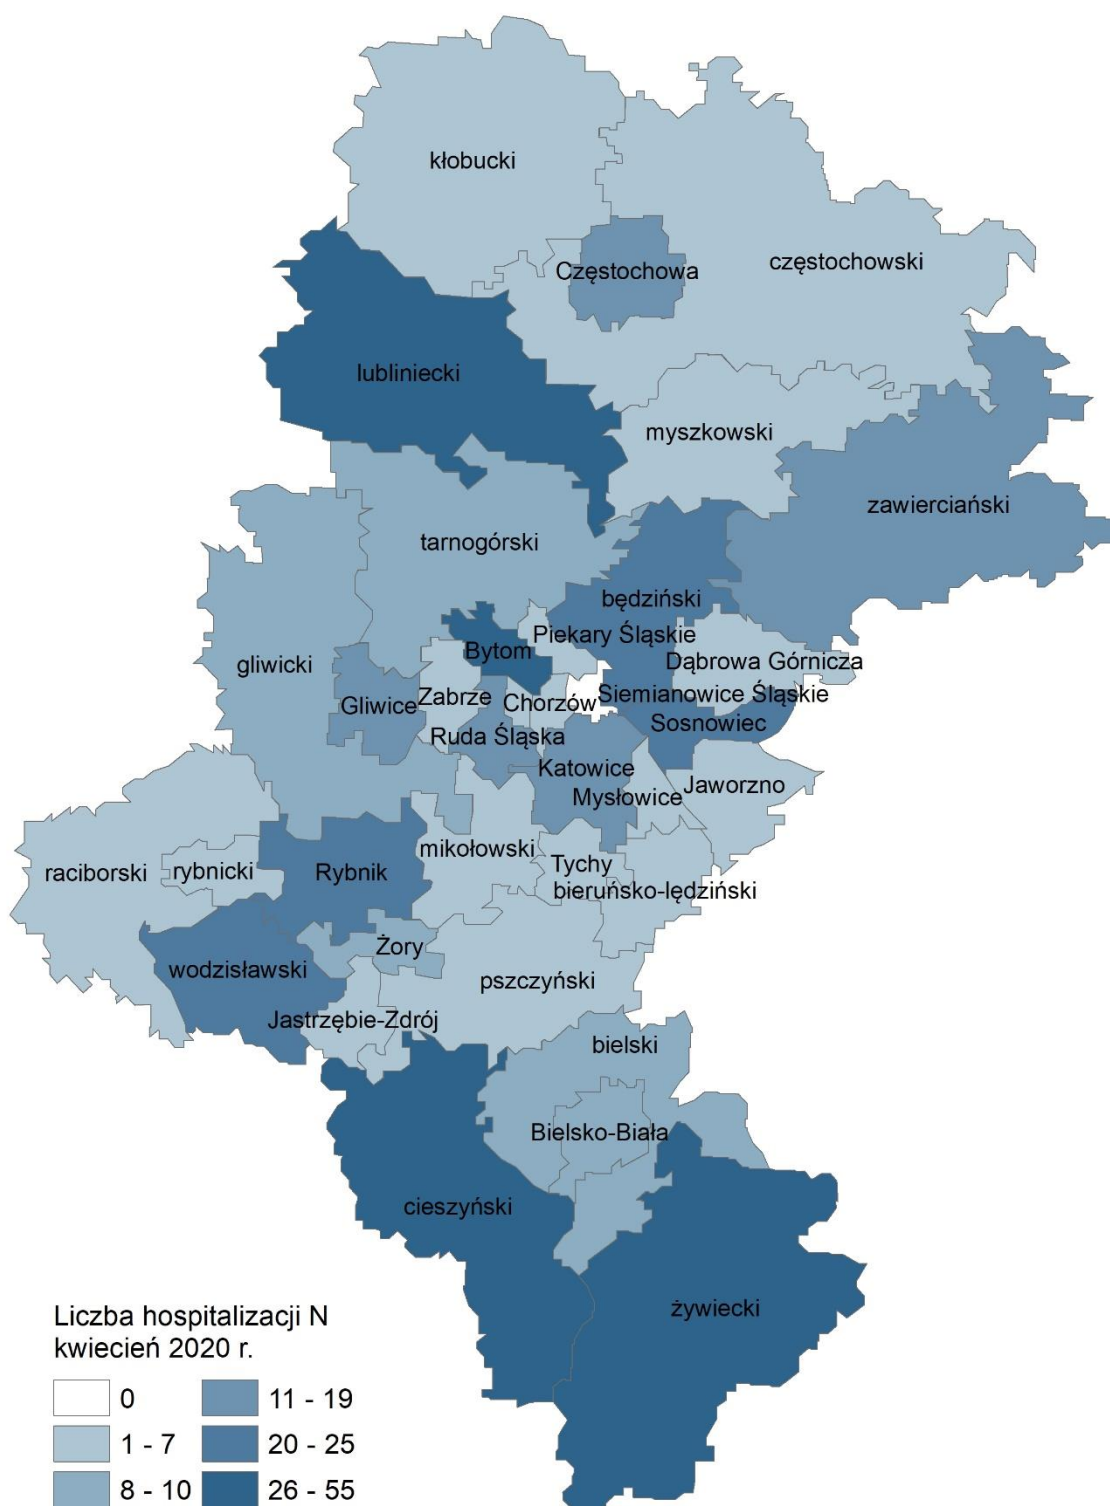 kłobucki
częstochowski
Częstochowa
lubliniecki
myszkowski
zawierciański
tarnogórski
będziński
Piekary Śląskie
Bytom
Dąbrowa Górnicza
gliwicki
Zabrze
Siemianowice Śląskie
Gliwice
Chorzów
Sosnowiec
Ruda Śląska
Katowice
Jaworzno
Mysłowice
mikołowski
Tychy
raciborski
rybnicki
Rybnik
bieruńsko-lędziński
Żory
wodzisławski
pszczyński
Jastrzębie-Zdrój
bielski
Bielsko-Biała
cieszyński
żywiecki
Liczba hospitalizacji N
kwiecień 2020 r.
0
11 - 19
1 - 7
20 - 25
8 - 10
26 - 55